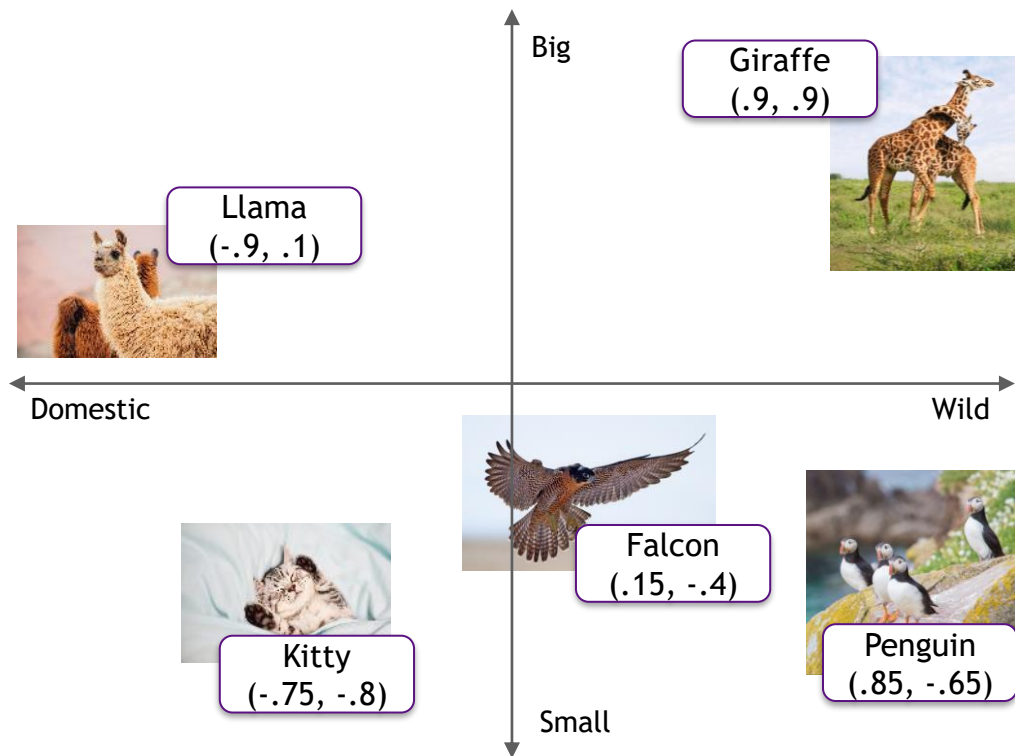 Big
Giraffe
(.9, .9)
Llama
(-.9, .1)
Domestic
Wild
Falcon
(.15, -.4)
Kitty
(-.75, -.8)
Penguin
(.85, -.65)
Small